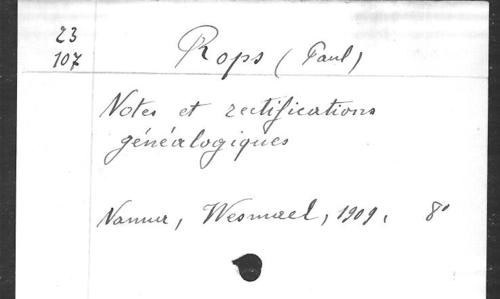 23
107
Rops (Paul)
Notes et rectifications
généalogiques
Namur, Wesmael, 1909. 8°